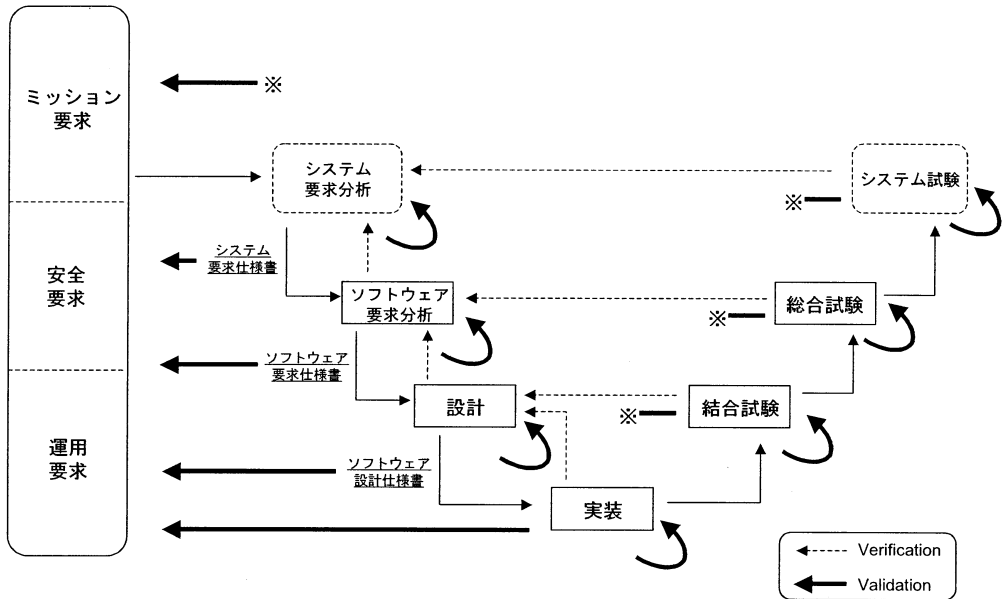 ミッション
要求
安全
要求
運用
要求
※
システム
要求分析
システム試験
※
システム
要求仕様書
ソフトウェア
要求分析
総合試験
※
ソフトウェア
要求仕様書
設計
結合試験
※
ソフトウェア
設計仕様書
実装
Verification
Validation